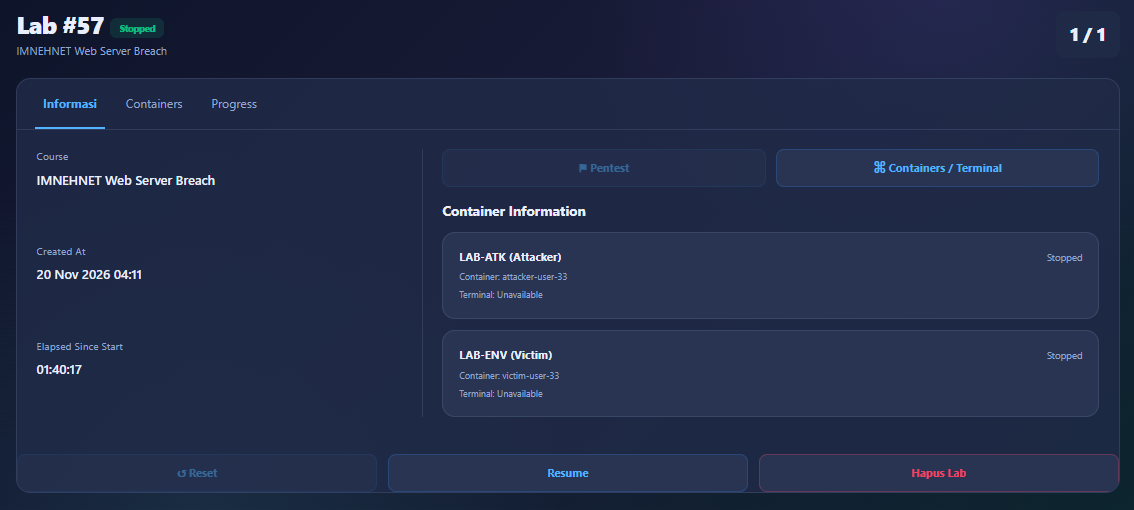 Lab #57 Stopped
IMNEHNET Web Server Breach
1 / 1
Informasi Containers Progress
Course
IMNEHNET Web Server Breach
Created At
20 Nov 2026 04:11
Elapsed Since Start
01:40:17
Pentest
⌘ Containers / Terminal
Container Information
LAB-ATK (Attacker)
Stopped
Container: attacker-user-33
Terminal: Unavailable
LAB-ENV (Victim)
Stopped
Container: victim-user-33
Terminal: Unavailable
↺ Reset
Resume
Hapus Lab